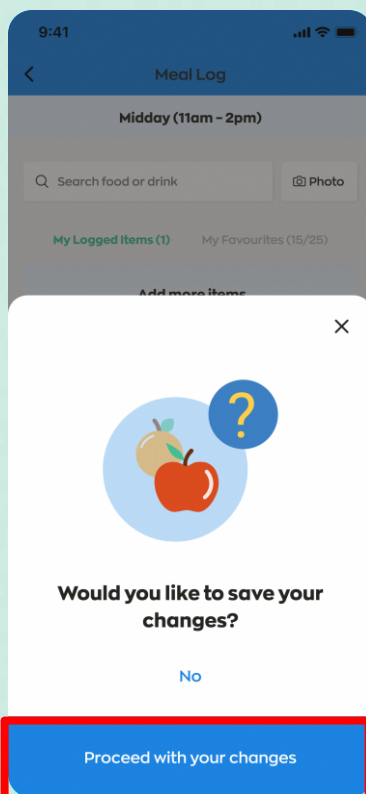 9:41
Meal Log
Midday (11am - 2pm)
Search food or drink
Photo
My Logged Items (1) My Favourites (15/25)
Add more items
?
Would you like to save your
changes?
No
Proceed with your changes